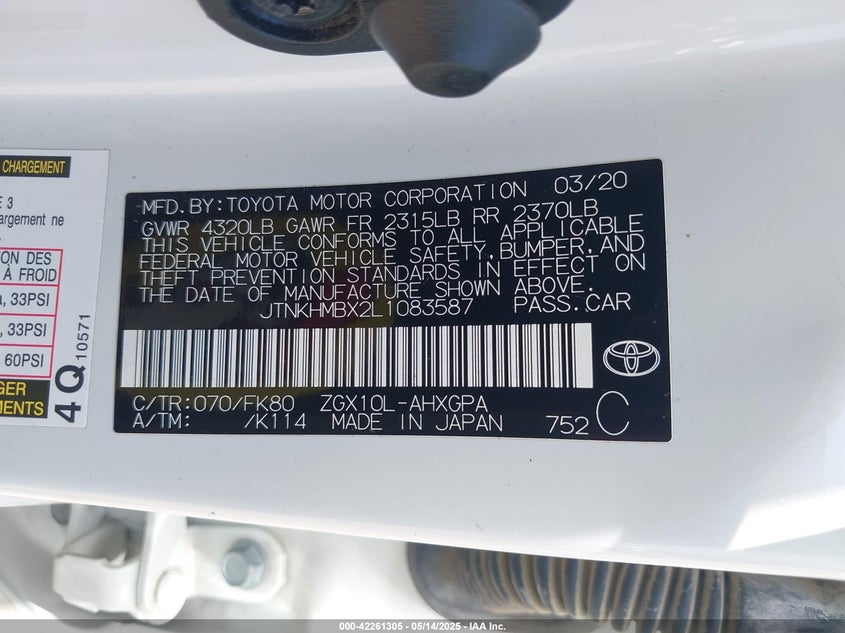 CHARGEMENT
E 3
argement ne
ION DES
À FROID
a, 33PSI
, 33PSI
60PSI
GER
EMENTS
4Q10571
MFD.BY:TOYOTA MOTOR CORPORATION 03/20
GVWR 4320LB GAWR FR 2315LB RR 2370LB
THIS VEHICLE CONFORMS TO ALL APPLICABLE
FEDERAL MOTOR VEHICLE SAFETY,BUMPER,AND
THEFT PREVENTION STANDARDS IN EFFECT ON
THE DATE OF MANUFACTURE SHOWN ABOVE.
JTNKHMBX2L1083587 PASS.CAR
C/TR:070/FK80 ZGX10L-AHXGPA
A/TM: /K114 MADE IN JAPAN 752 C
000-42261305 - 05/14/2025 - IAA Inc.